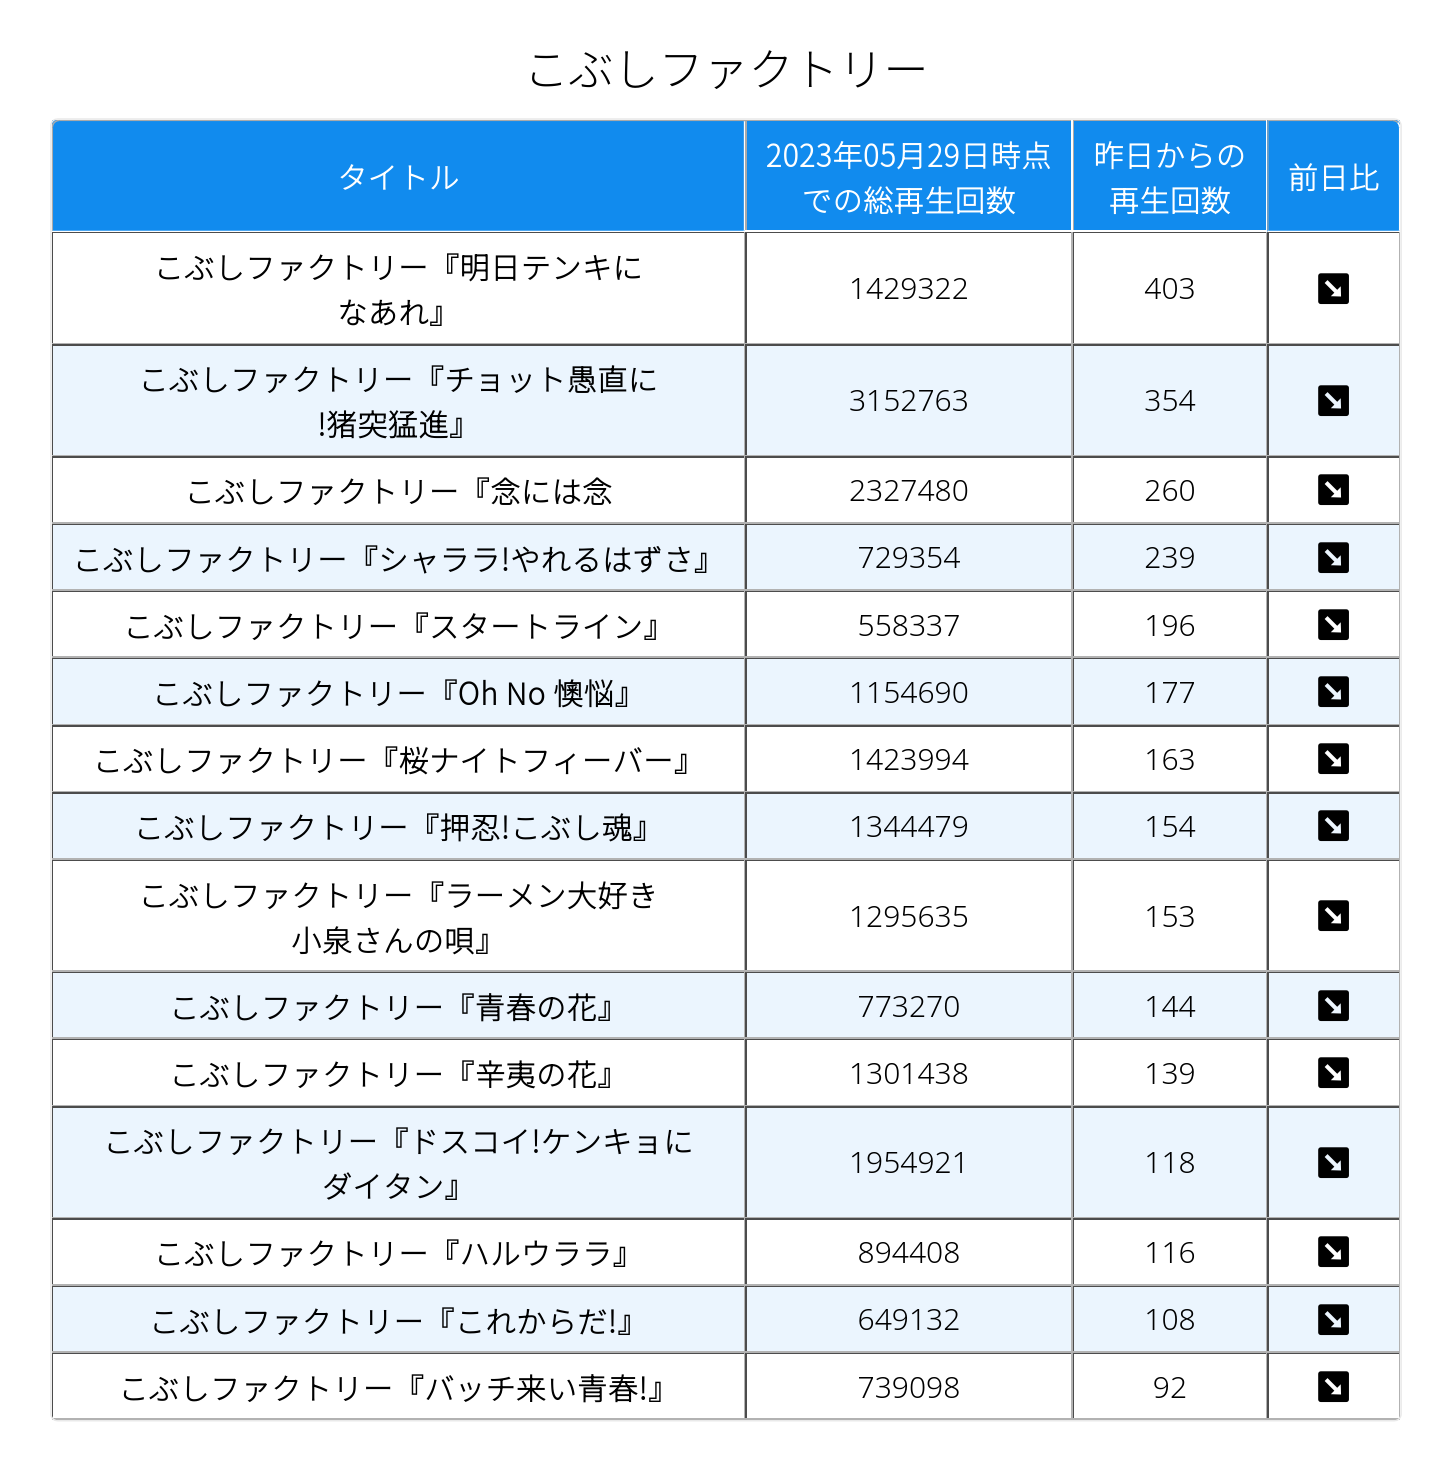 こぶしファクトリー
タイトル
2023年05月29日時点
での総再生回数
昨日からの
再生回数
前日比
こぶしファクトリー『明日テンキに
なあれ』
1429322
403
こぶしファクトリー『チョット愚直に
!猪突猛進』
3152763
354
こぶしファクトリー『念には念
2327480
260
こぶしファクトリー『シャララ!やれるはずさ』
729354
239
こぶしファクトリー『スタートライン』
558337
196
こぶしファクトリー『Oh No 懊悩』
1154690
177
こぶしファクトリー『桜ナイトフィーバー』
1423994
163
こぶしファクトリー『押忍!こぶし魂』
1344479
154
こぶしファクトリー『ラーメン大好き
小泉さんの唄』
1295635
153
こぶしファクトリー『青春の花』
773270
144
こぶしファクトリー『辛夷の花』
1301438
139
こぶしファクトリー『ドスコイ!ケンキョに
ダイタン』
1954921
118
こぶしファクトリー『ハルウララ』
894408
116
こぶしファクトリー『これからだ!』
649132
108
こぶしファクトリー『バッチ来い青春!』
739098
92